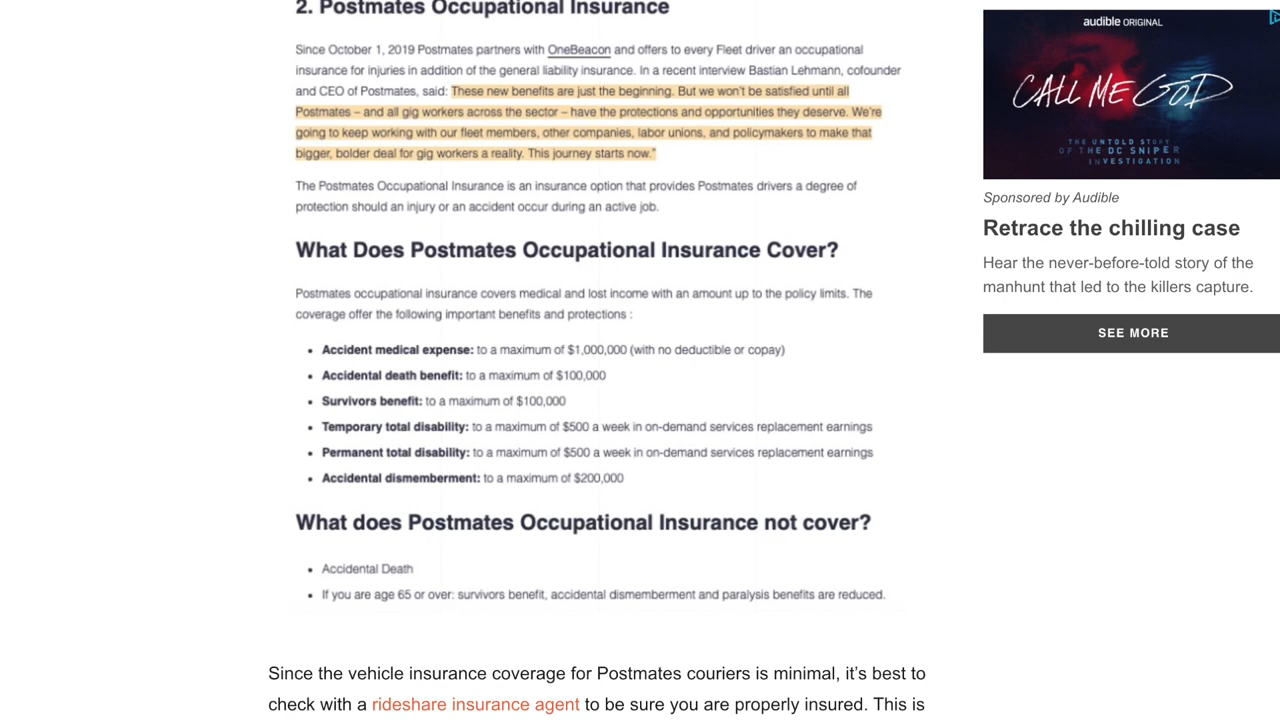 2. Postmates Occupational Insurance
Since October 1, 2019 Postmates partners with OneBeacon and offers to every Fleet driver an occupational
insurance for injuries in addition of the general liability insurance. In a recent interview Bastian Lehmann, cofounder
and CEO of Postmates, said: These new benefits are just the beginning. But we won't be satisfied until all
Postmates – and all gig workers across the sector – have the protections and opportunities they deserve. We're
going to keep working with our fleet members, other companies, labor unions, and policymakers to make that
bigger, bolder deal for gig workers a reality. This journey starts now."
The Postmates Occupational Insurance is an insurance option that provides Postmates drivers a degree of
protection should an injury or an accident occur during an active job.
What Does Postmates Occupational Insurance Cover?
Postmates occupational insurance covers medical and lost income with an amount up to the policy limits. The
coverage offer the following important benefits and protections :
• Accident medical expense: to a maximum of $1,000,000 (with no deductible or copay)
• Accidental death benefit: to a maximum of $100,000
• Survivors benefit: to a maximum of $100,000
• Temporary total disability: to a maximum of $500 a week in on-demand services replacement earnings
• Permanent total disability: to a maximum of $500 a week in on-demand services replacement earnings
• Accidental dismemberment: to a maximum of $200,000
What does Postmates Occupational Insurance not cover?
• Accidental Death
• If you are age 65 or over: survivors benefit, accidental dismemberment and paralysis benefits are reduced.
Since the vehicle insurance coverage for Postmates couriers is minimal, it's best to
check with a rideshare insurance agent to be sure you are properly insured. This is
audible ORIGINAL
CALL ME GOD
THE UNTOLD STORY
OF THE DC SNIPER
INVESTIGATION
Sponsored by Audible
Retrace the chilling case
Hear the never-before-told story of the
manhunt that led to the killers capture.
SEE MORE